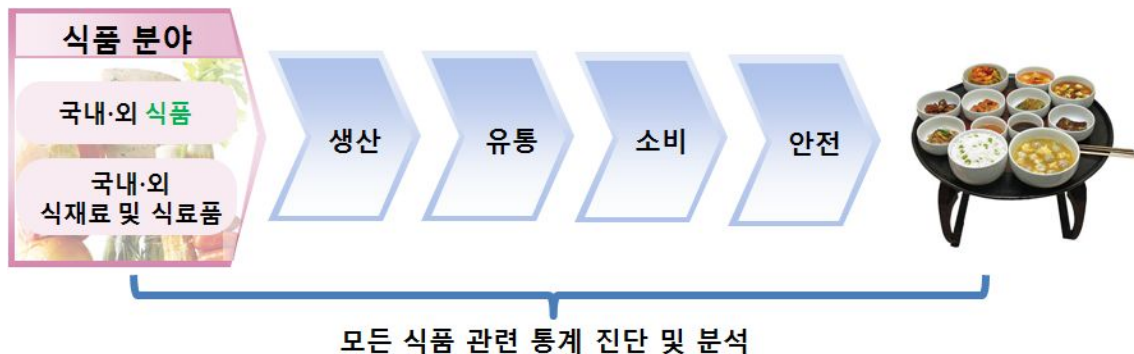 식품 분야
국내·외 식품
국내·외
식재료 및 식료품
생산
유통
소비
안전
모든 식품 관련 통계 진단 및 분석